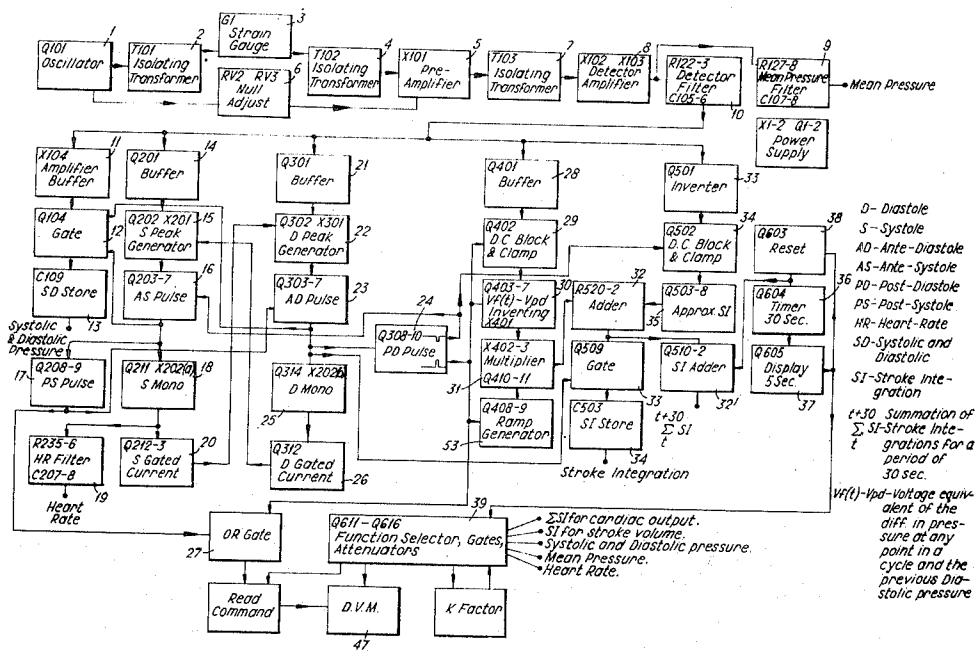 1
Q101
Oscillator
2
T101
Isolating
Transformer
3
G1
Strain
Gauge
6
RV2 RV3
Null
Adjust
4
T102
Isolating
Transformer
5
X101
Pre-
Amplifier
7
T103
Isolating
Transformer
8
X102 X103
Detector
Amplifier
R122-3
Detector
Filter
C105-6
10
9
R127-8
Mean Pressure
Filter
C107-8
Mean Pressure
X1-2 Q1-2
Power
Supply
11
X104
Amplifier
Buffer
14
Q201
Buffer
21
Q301
Buffer
28
Q401
Buffer
33
Q501
Inverter
Q104
Gate
12
Q202 X201
S Peak
Generator
15
Q302 X301
D Peak
Generator
22
Q402
D.C. Block
& Clamp
29
Q502
D.C. Block
& Clamp
34
Q603
Reset
38
C109
SD Store
13
Systolic
& Diastolic
Pressure
Q203-7
AS Pulse
16
Q303-7
AD Pulse
23
24
Q308-10
PD Pulse
Q403-7
Vf(t)-Vpd
Inverting
X401
30
R520-2
Adder
32
Q503-8
Approx SI
35
Q604
Timer
30 Sec.
36
Q208-9
PS Pulse
17
Q211 X202(a)
S Mono
18
Q314 X202(b)
D Mono
25
X402-3
Multiplier
Q410-11
31
Q509
Gate
33
Q510-2
SI Adder
32'
Q605
Display
5 Sec.
37
R235-6
HR Filter
C207-8
19
Heart
Rate
Q212-3
S Gated
Current
20
Q312
D Gated
Current
26
Q408-9
Ramp
Generator
53
C503
SI Store
34
Stroke Integration
t+30
Σ SI
t
OR Gate
27
39
Q611-Q616
Function Selector, Gates,
Attenuators
ΣSI for cardiac output.
SI for stroke volume.
Systolic and Diastolic pressure.
Mean Pressure.
Heart Rate.
Read
Command
D.V.M.
47
K Factor
D- Diastole
S- Systole
AD-Ante-Diastole
AS-Ante-Systole
PD-Post-Diastole
PS-Post-Systole
HR-Heart-Rate
SD-Systolic and
Diastolic
SI-Stroke Inte-
gration
t+30 Summation of
Σ SI-Stroke Inte-
t grations for a
period of
30 sec.
Vf(t)-Vpd-Voltage equiv-
alent of the
diff. in pres-
sure at any
point in a
cycle and the
previous Dia-
stolic pressure